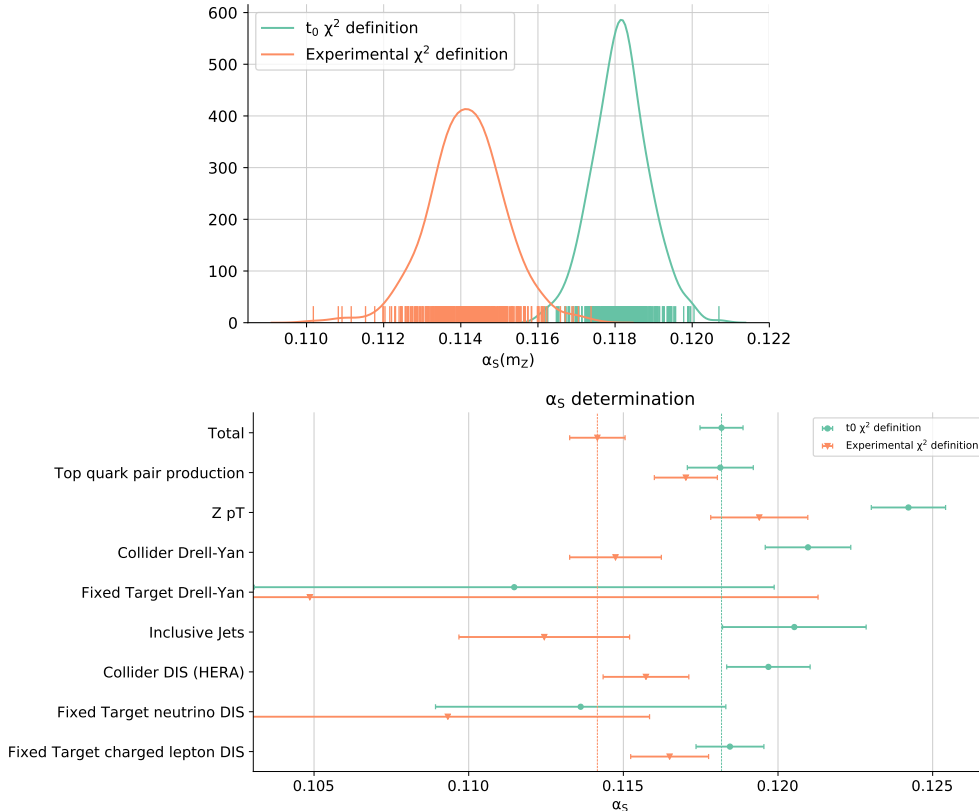 t₀ χ² definition
Experimental χ² definition
600
500
400
300
200
100
0
0.110 0.112 0.114 0.116 0.118 0.120 0.122
αS(mZ)
αS determination
t0 χ² definition
Experimental χ² definition
Total
Top quark pair production
Z pT
Collider Drell-Yan
Fixed Target Drell-Yan
Inclusive Jets
Collider DIS (HERA)
Fixed Target neutrino DIS
Fixed Target charged lepton DIS
0.105 0.110 0.115 0.120 0.125
αS